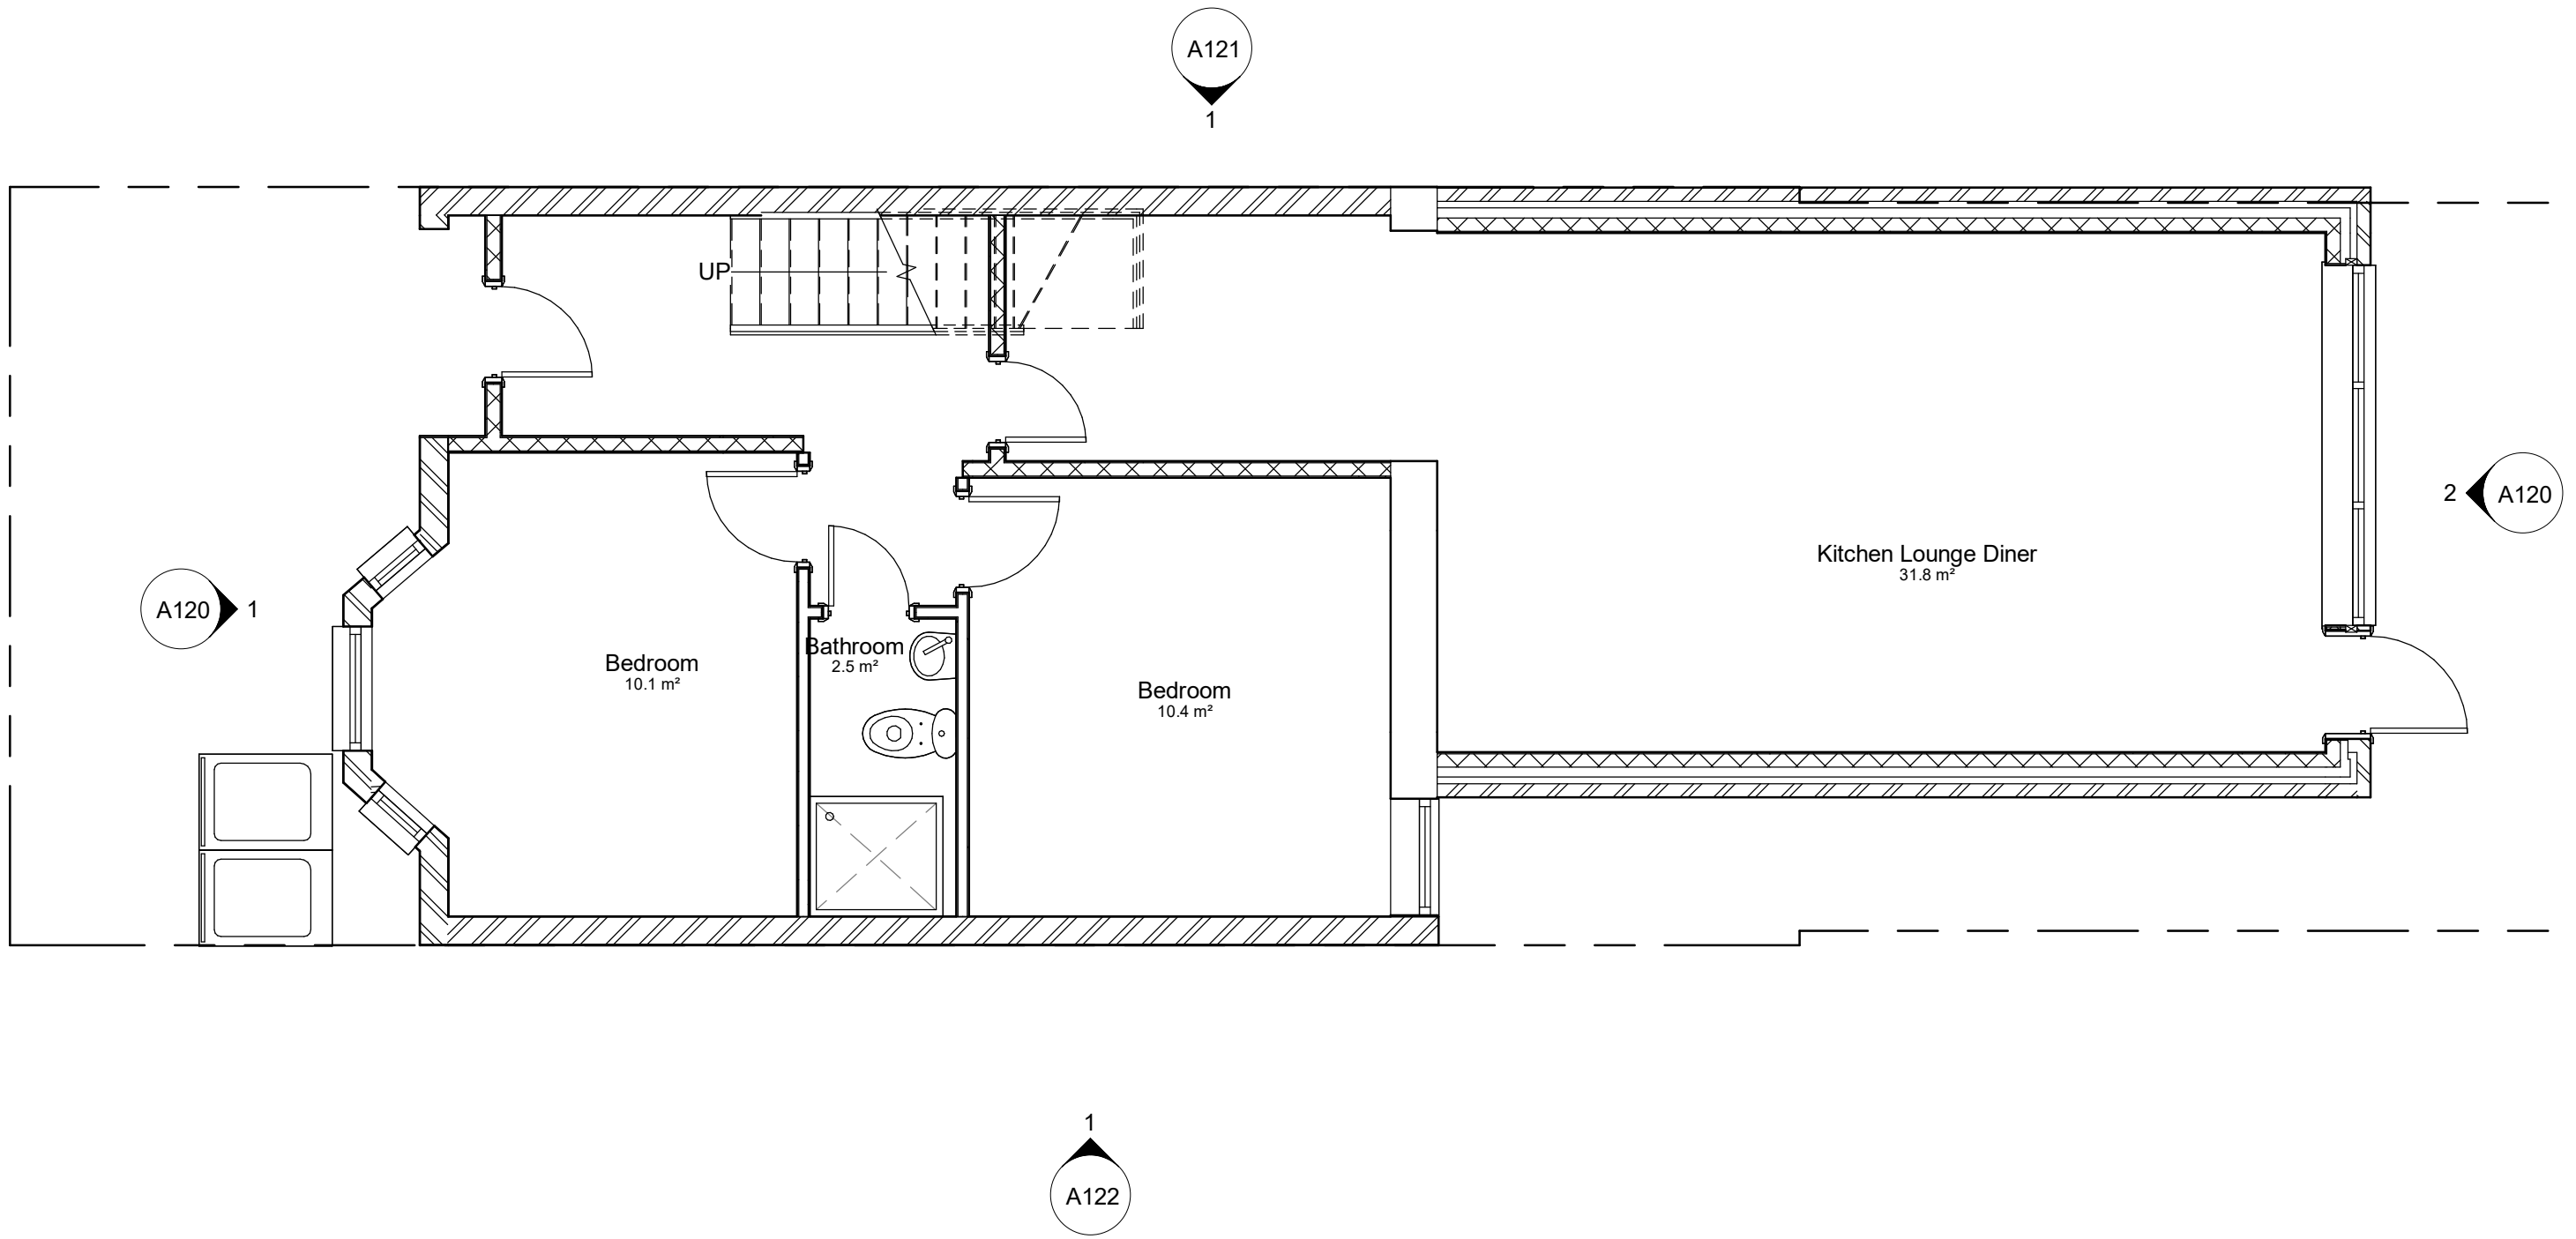 A121
1
UP
2
A120
Kitchen Lounge Diner
31.8 m²
A120
1
Bathroom
2.5 m²
Bedroom
10.1 m²
Bedroom
10.4 m²
1
A122